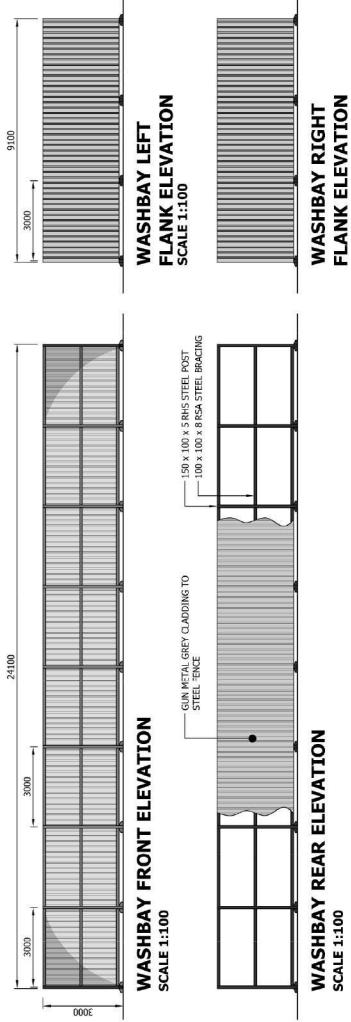 24100
3000
3000
3000
WASHBAY FRONT ELEVATION
SCALE 1:100
9100
3000
WASHBAY LEFT
FLANK ELEVATION
SCALE 1:100
GUN METAL GREY CLADDING TO
STEEL FENCE
150 x 100 x 5 RHS STEEL POST
100 x 100 x 8 RSA STEEL BRACING
WASHBAY REAR ELEVATION
SCALE 1:100
WASHBAY RIGHT
FLANK ELEVATION